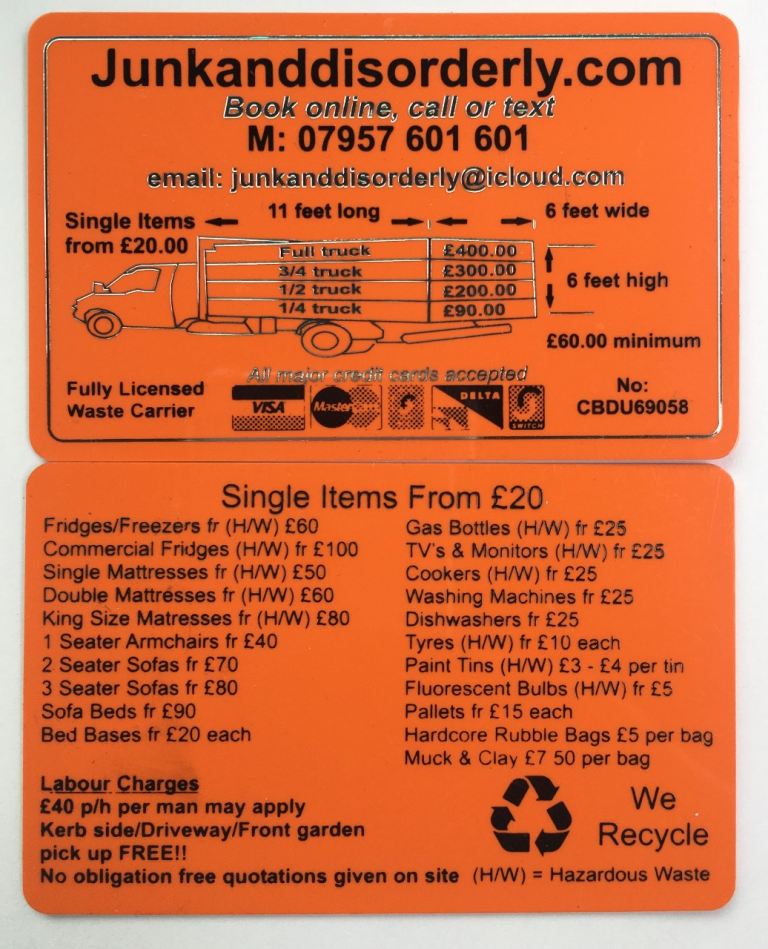 Junkanddisorderly.com
Book online, call or text
M: 07957 601 601
email: junkanddisorderly@icloud.com
Single Items
from £20.00
11 feet long
6 feet wide
Full truck £400.00
3/4 truck £300.00
1/2 truck £200.00
1/4 truck £90.00
6 feet high
£60.00 minimum
All major credit cards accepted
Fully Licensed
Waste Carrier
VISA
MasterCard
DELTA
SWITCH
No:
CBDU69058
Single Items From £20
Fridges/Freezers fr (H/W) £60
Commercial Fridges (H/W) fr £100
Single Mattresses fr (H/W) £50
Double Mattresses fr (H/W) £60
King Size Matresses fr (H/W) £80
1 Seater Armchairs fr £40
2 Seater Sofas fr £70
3 Seater Sofas fr £80
Sofa Beds fr £90
Bed Bases fr £20 each
Gas Bottles (H/W) fr £25
TV's & Monitors (H/W) fr £25
Cookers (H/W) fr £25
Washing Machines fr £25
Dishwashers fr £25
Tyres (H/W) fr £10 each
Paint Tins (H/W) £3 - £4 per tin
Fluorescent Bulbs (H/W) fr £5
Pallets fr £15 each
Hardcore Rubble Bags £5 per bag
Muck & Clay £7 50 per bag
Labour Charges
£40 p/h per man may apply
Kerb side/Driveway/Front garden
pick up FREE!!
No obligation free quotations given on site
We
Recycle
(H/W) = Hazardous Waste